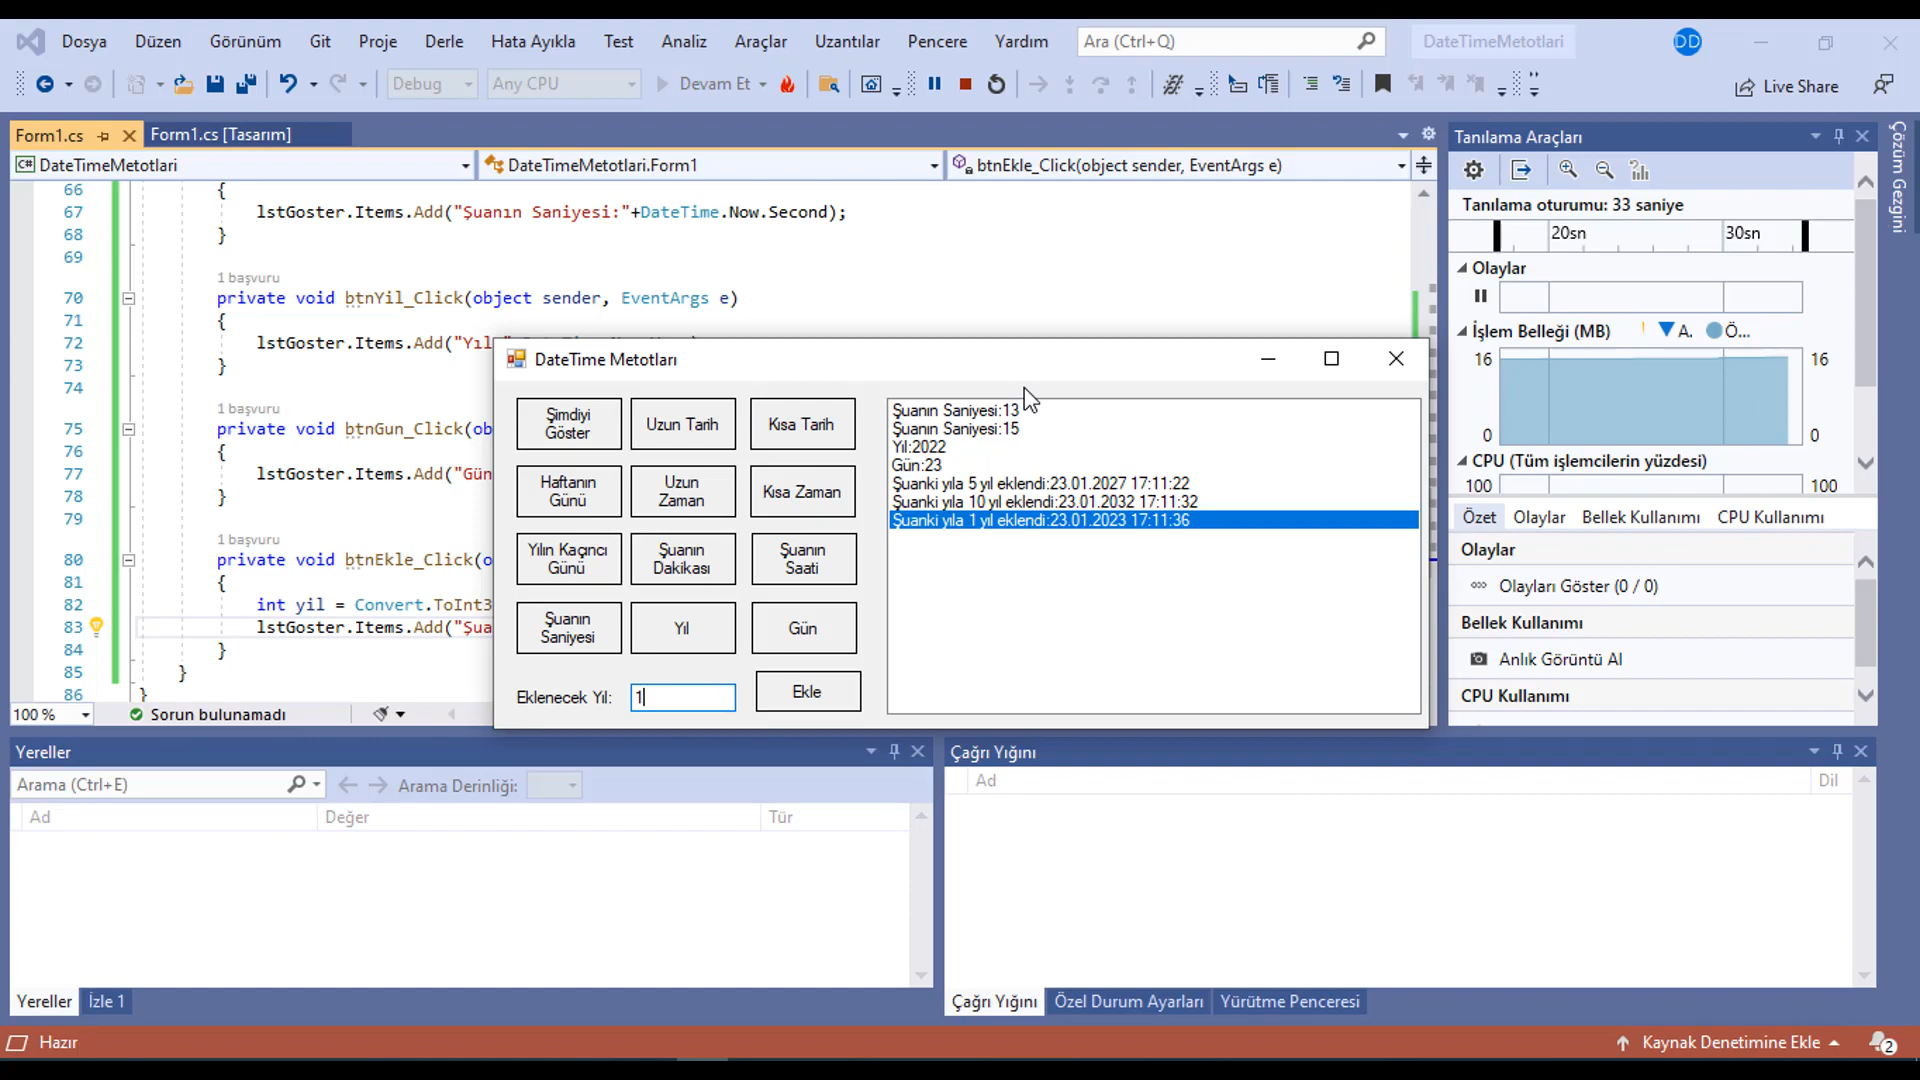 Dosya Düzen Görünüm Git Proje Derle Hata Ayıkla Test Analiz Araçlar Uzantılar Pencere Yardım Ara (Ctrl+Q) DateTimeMetotlari DD
Debug Any CPU Devam Et Live Share
Form1.cs Form1.cs [Tasarım]
DateTimeMetotlari DateTimeMetotlari.Form1 btnEkle_Click(object sender, EventArgs e)
66 {
67 lstGoster.Items.Add("Şuanın Saniyesi:"+DateTime.Now.Second);
68 }
69
1 başvuru
70 private void btnYil_Click(object sender, EventArgs e)
71 {
72 lstGoster.Items.Add("Yıl
73 }
74
1 başvuru
75 private void btnGun_Click(ob
76 {
77 lstGoster.Items.Add("Gün
78 }
79
1 başvuru
80 private void btnEkle_Click(o
81 {
82 int yil = Convert.ToInt3
83 lstGoster.Items.Add("Şua
84 }
85 }
86 }
100 % Sorun bulunamadı
DateTime Metotları
Şimdiyi Göster
Uzun Tarih
Kısa Tarih
Haftanın Günü
Uzun Zaman
Kısa Zaman
Yılın Kaçıncı Günü
Şuanın Dakikası
Şuanın Saati
Şuanın Saniyesi
Yıl
Gün
Eklenecek Yıl: 1 Ekle
Şuanın Saniyesi:13
Şuanın Saniyesi:15
Yıl:2022
Gün:23
Şuanki yıla 5 yıl eklendi:23.01.2027 17:11:22
Şuanki yıla 10 yıl eklendi:23.01.2032 17:11:32
Şuanki yıla 1 yıl eklendi:23.01.2023 17:11:36
Tanılama Araçları
Tanılama oturumu: 33 saniye
20sn 30sn
Olaylar
İşlem Belleği (MB) A. Ö...
16 16
0 0
CPU (Tüm işlemcilerin yüzdesi)
100 100
Özet Olaylar Bellek Kullanımı CPU Kullanımı
Olaylar
Olayları Göster (0 / 0)
Bellek Kullanımı
Anlık Görüntü Al
CPU Kullanımı
Çözüm Gezgini
Yereller
Arama (Ctrl+E) Arama Derinliği:
Ad Değer Tür
Yereller İzle 1
Çağrı Yığını
Ad Dil
Çağrı Yığını Özel Durum Ayarları Yürütme Penceresi
Hazır Kaynak Denetimine Ekle 2